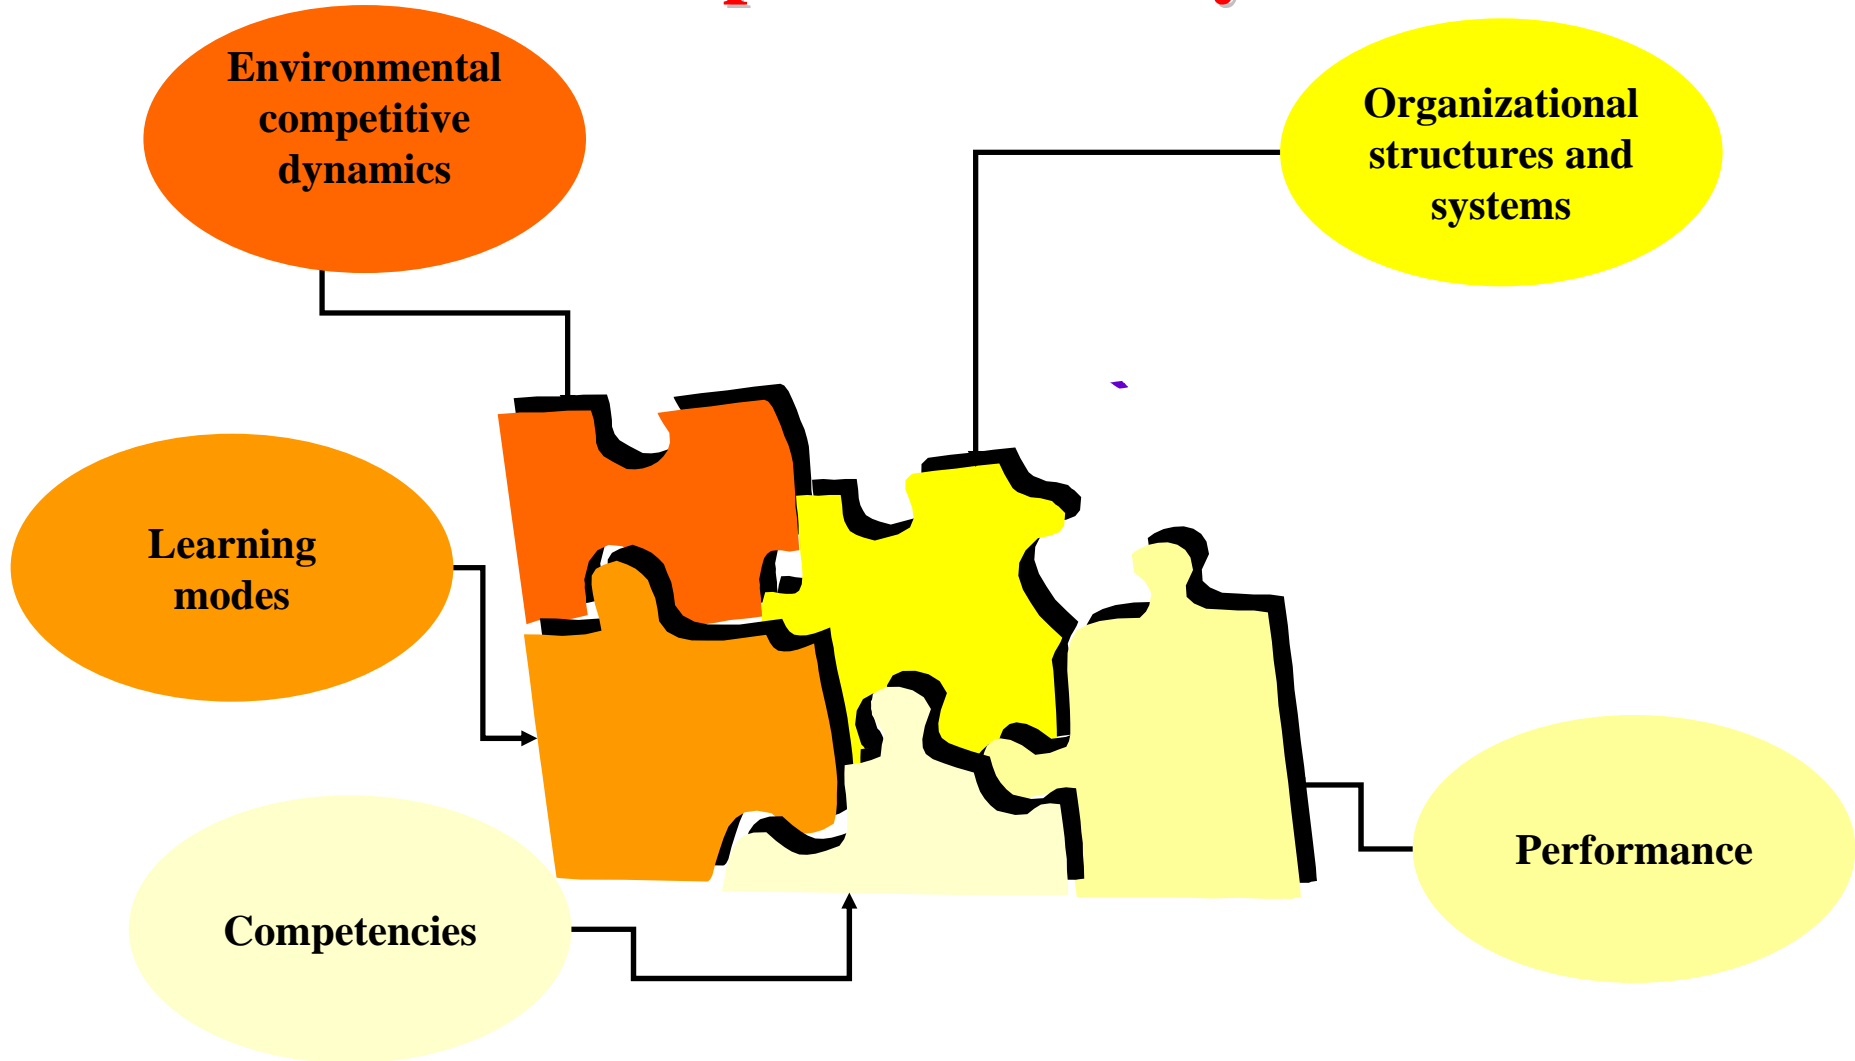 Environmental
competitive
dynamics
Organizational
structures and
systems
Learning
modes
Performance
Competencies